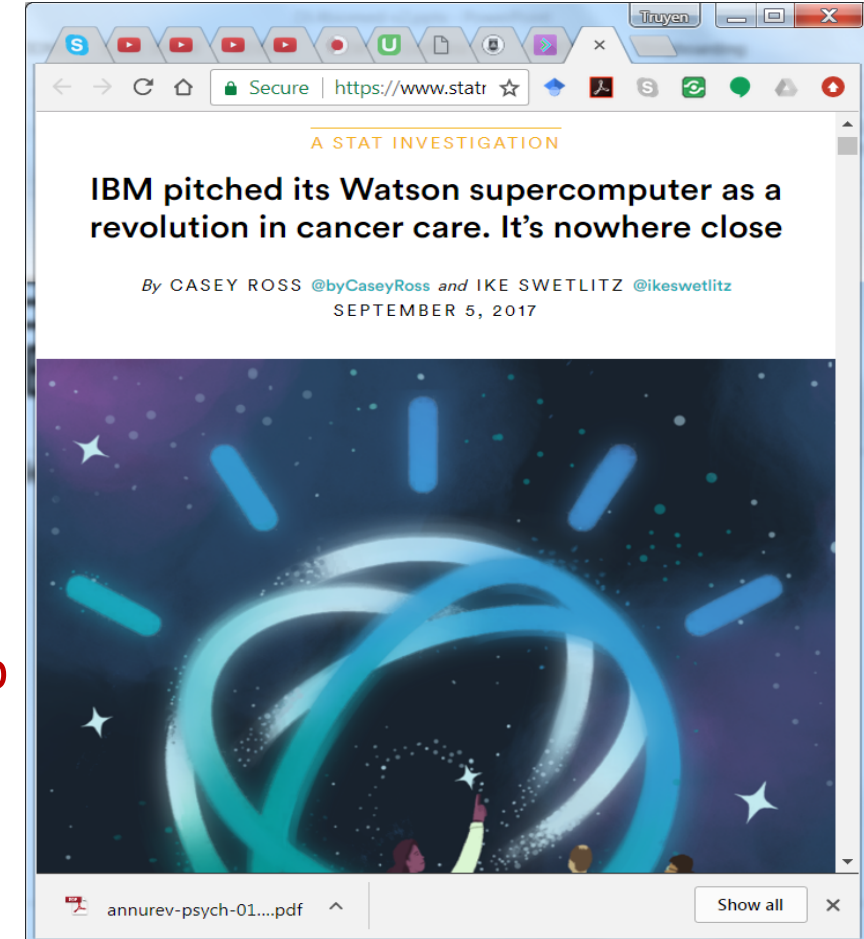 Truyen
Secure | https://www.statr
A STAT INVESTIGATION
IBM pitched its Watson supercomputer as a
revolution in cancer care. It’s nowhere close
By CASEY ROSS @byCaseyRoss and IKE SWETLITZ @ikeswetlitz
SEPTEMBER 5, 2017
annurev-psych-01....pdf
Show all